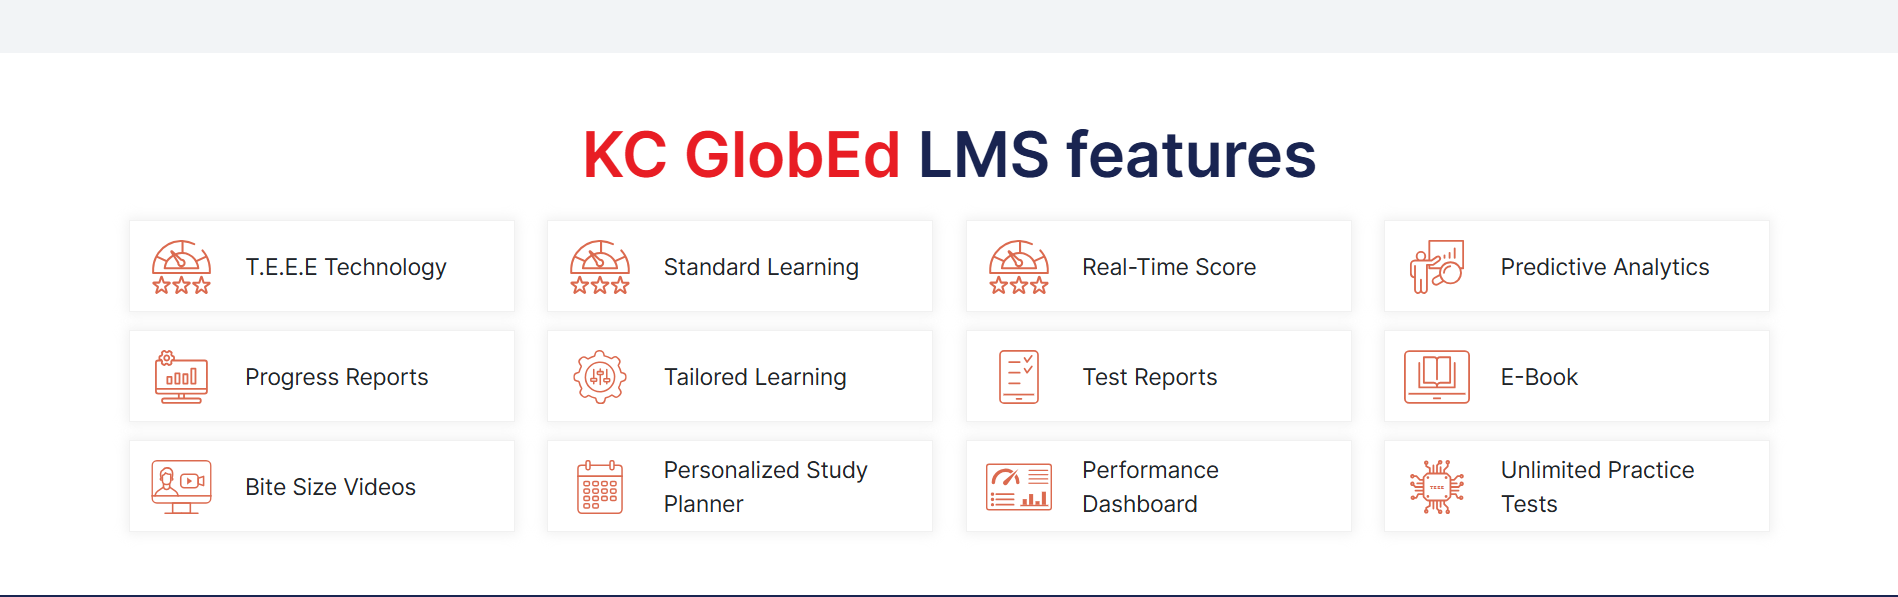 KC GlobEd LMS features
T.E.E.E Technology
Standard Learning
Real-Time Score
Predictive Analytics
Progress Reports
Tailored Learning
Test Reports
E-Book
Bite Size Videos
Personalized Study
Planner
Performance
Dashboard
Unlimited Practice
Tests
TEEE